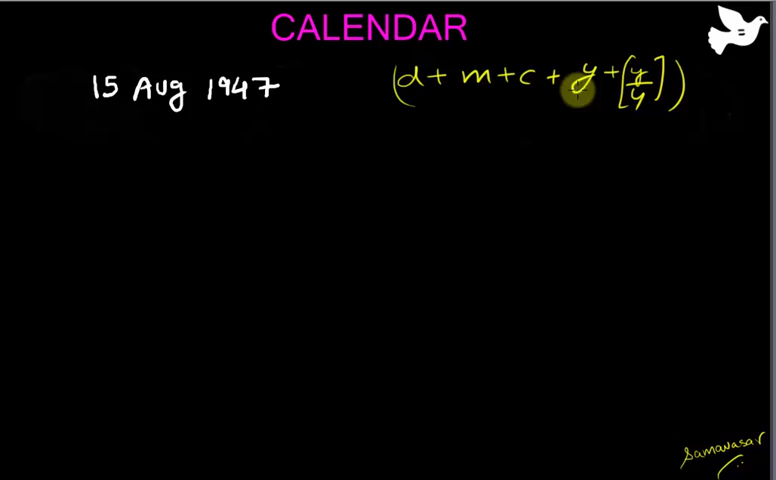 CALENDAR
15 Aug 1947 (d + m + c + y + [y/4])
Samavasar